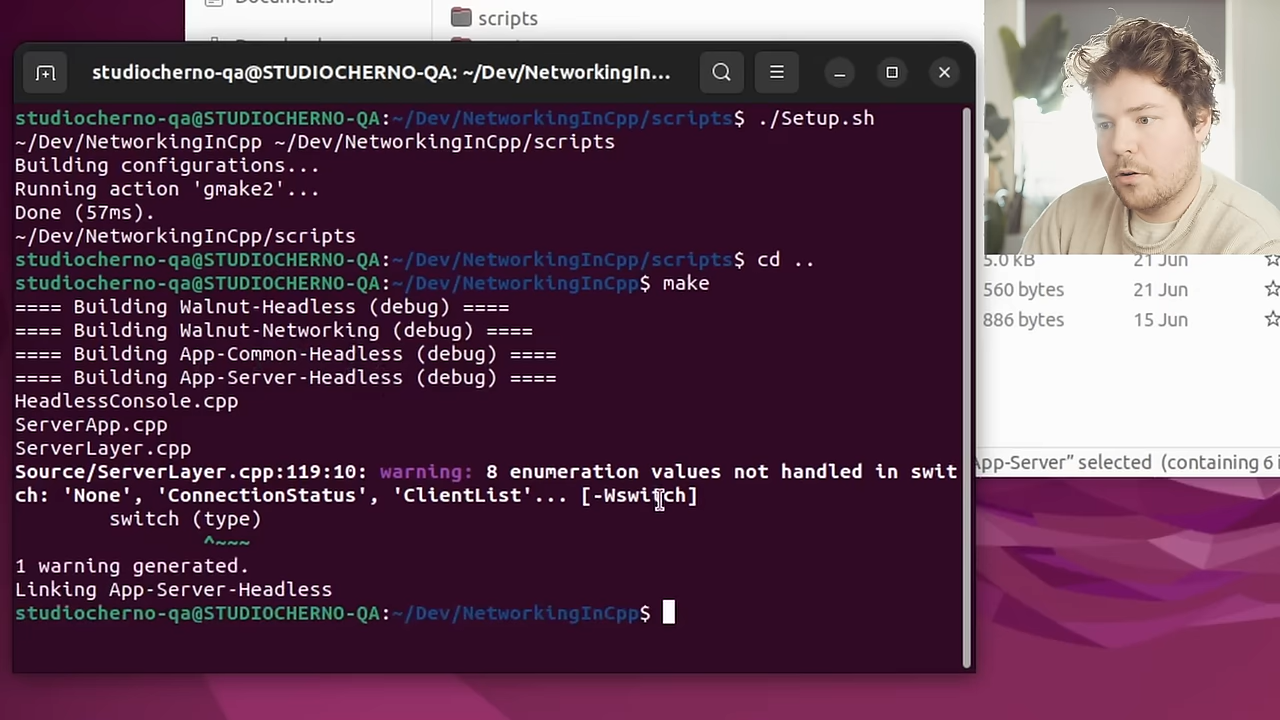 Documents
scripts
studiocherno-qa@STUDIOCHERNO-QA: ~/Dev/NetworkingIn...
studiocherno-qa@STUDIOCHERNO-QA:~/Dev/NetworkingInCpp/scripts$ ./Setup.sh
~/Dev/NetworkingInCpp ~/Dev/NetworkingInCpp/scripts
Building configurations...
Running action 'gmake2'...
Done (57ms).
~/Dev/NetworkingInCpp/scripts
studiocherno-qa@STUDIOCHERNO-QA:~/Dev/NetworkingInCpp/scripts$ cd ..
studiocherno-qa@STUDIOCHERNO-QA:~/Dev/NetworkingInCpp$ make
==== Building Walnut-Headless (debug) ====
==== Building Walnut-Networking (debug) ====
==== Building App-Common-Headless (debug) ====
==== Building App-Server-Headless (debug) ====
HeadlessConsole.cpp
ServerApp.cpp
ServerLayer.cpp
Source/ServerLayer.cpp:119:10: warning: 8 enumeration values not handled in swit
ch: 'None', 'ConnectionStatus', 'ClientList'... [-Wswitch]
switch (type)
^~~~
1 warning generated.
Linking App-Server-Headless
studiocherno-qa@STUDIOCHERNO-QA:~/Dev/NetworkingInCpp$
5.0 kB 21 Jun
560 bytes 21 Jun
886 bytes 15 Jun
App-Server” selected (containing 6 i